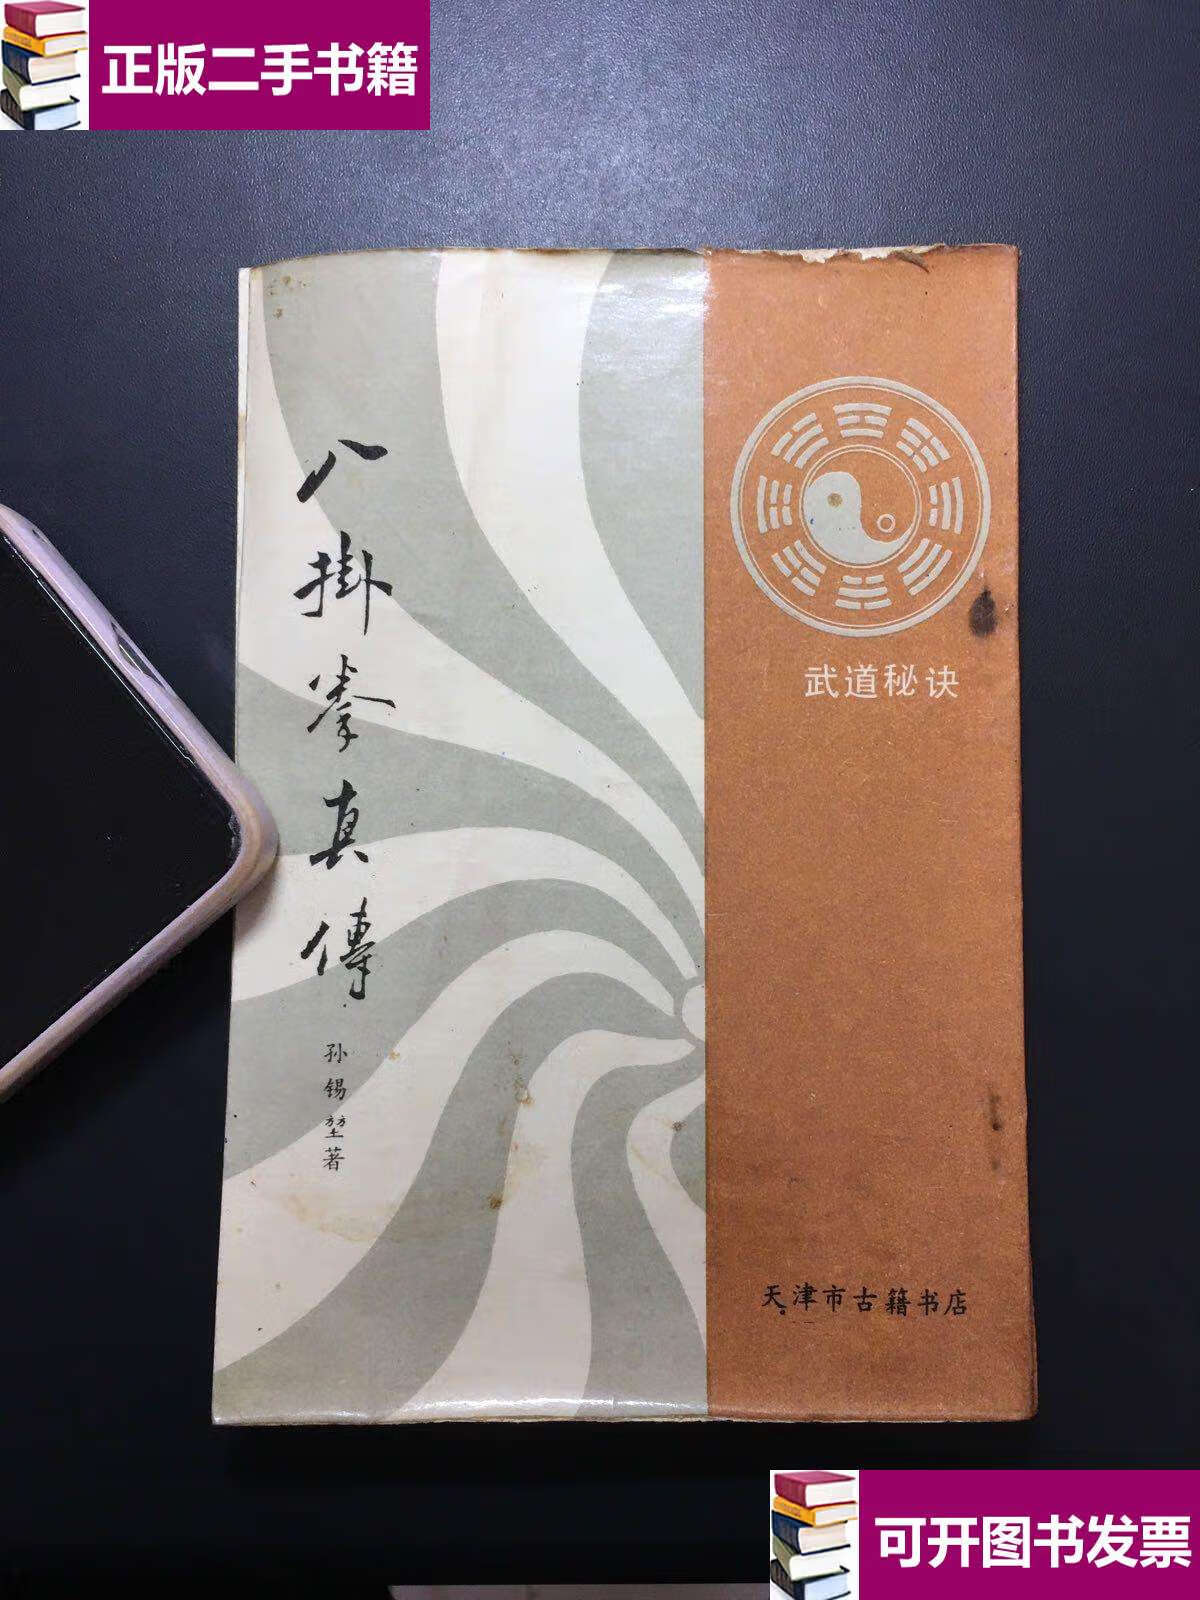 正版二手书籍
八掛拳真傳
孙锡堃著
武道秘诀
天津市古籍书店
可开图书发票